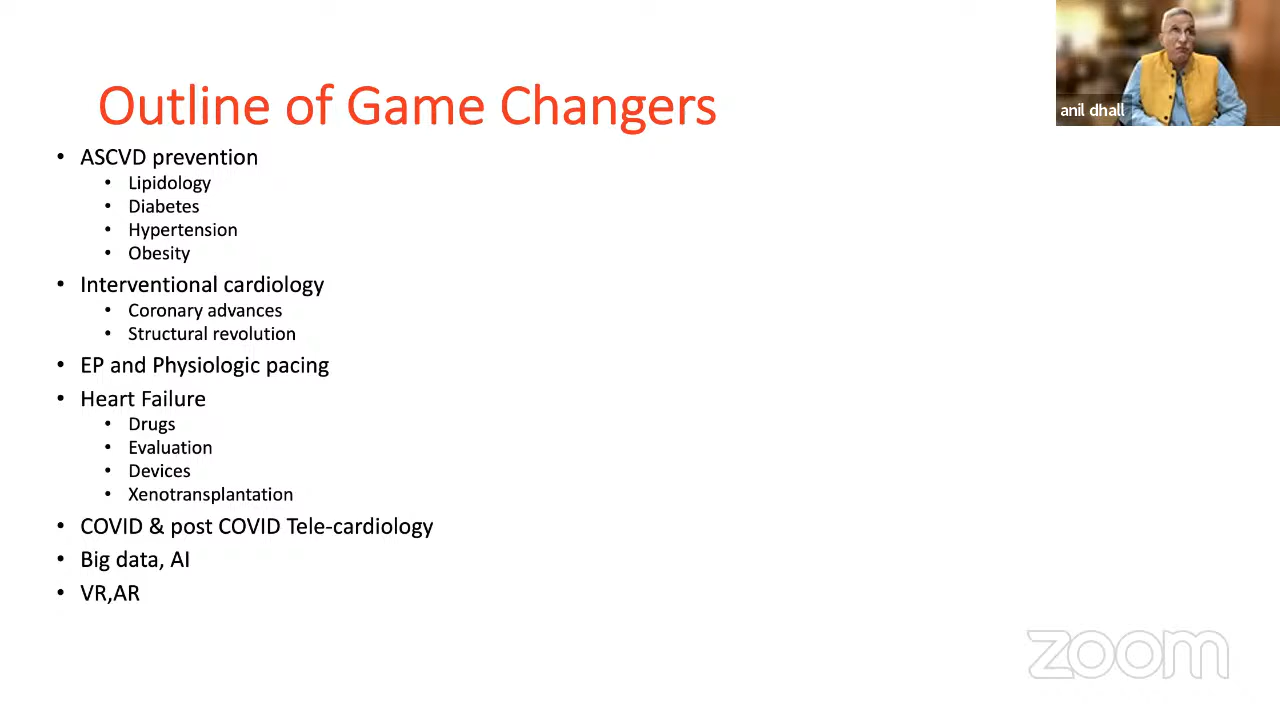 Outline of Game Changers
• ASCVD prevention
• Lipidology
• Diabetes
• Hypertension
• Obesity
• Interventional cardiology
• Coronary advances
• Structural revolution
• EP and Physiologic pacing
• Heart Failure
• Drugs
• Evaluation
• Devices
• Xenotransplantation
• COVID & post COVID Tele-cardiology
• Big data, AI
• VR,AR
anil dhall
zoom